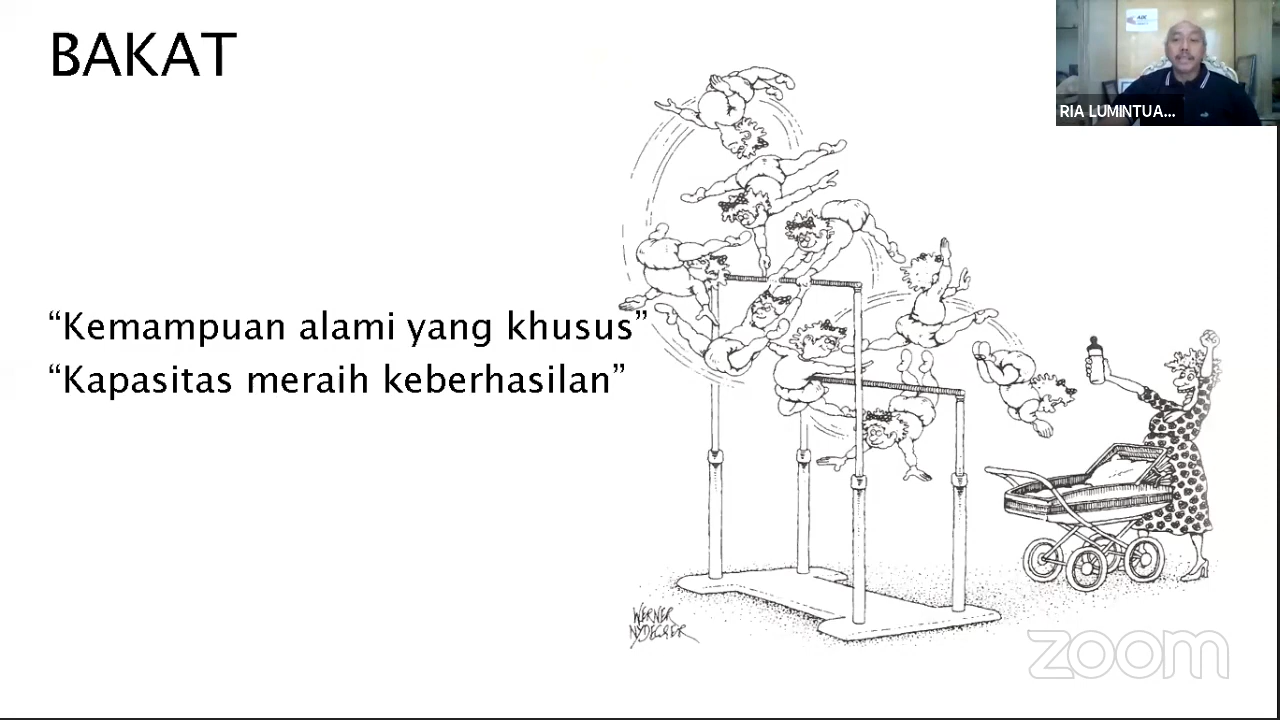 BAKAT
RIA LUMINTUA...
“Kemampuan alami yang khusus”
“Kapasitas meraih keberhasilan”
WERNER
zoom